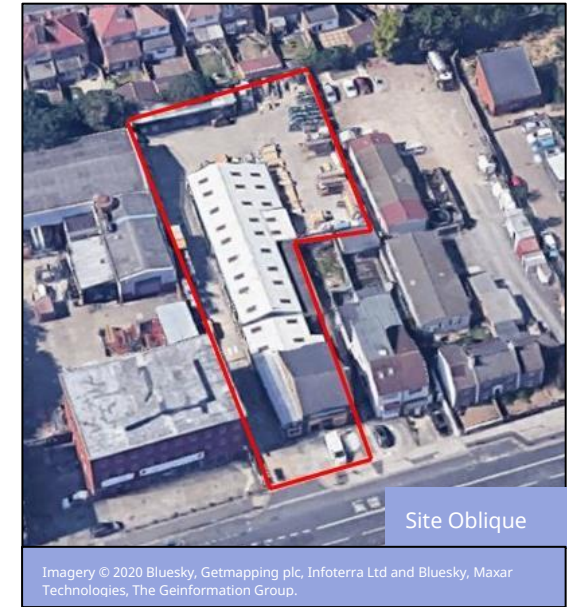 Site Oblique
Imagery © 2020 Bluesky, Getmapping plc, Infoterra Ltd and Bluesky, Maxar
Technologies, The Geinformation Group.